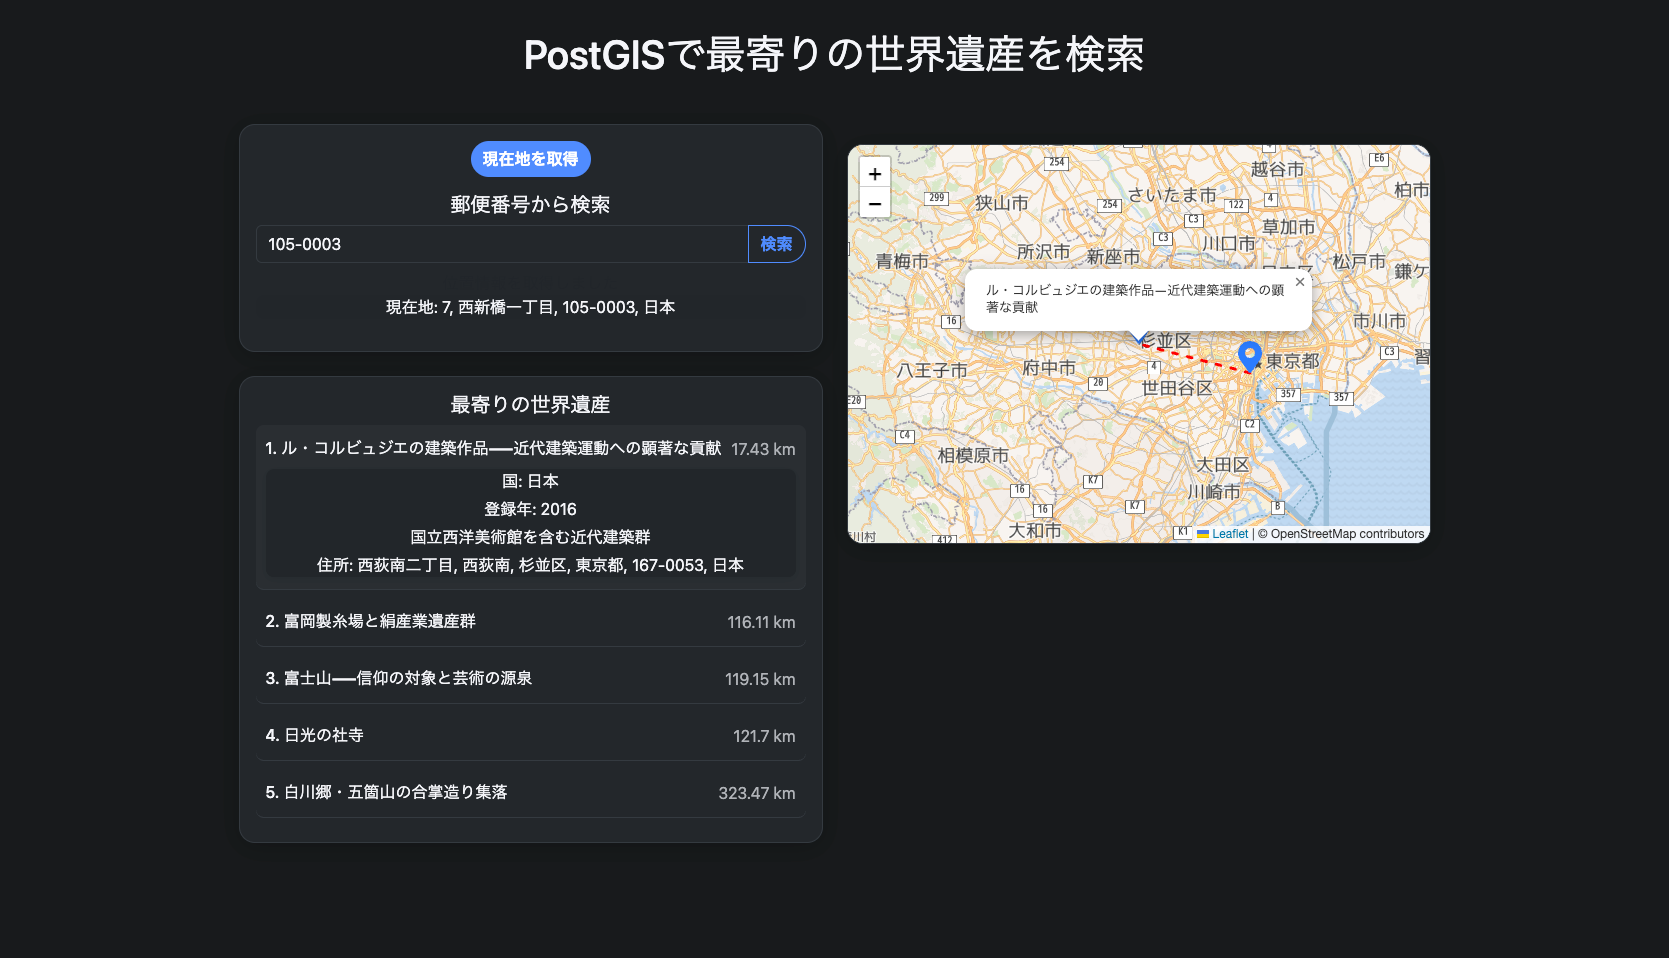 PostGISで最寄りの世界遺産を検索
現在地を取得
郵便番号から検索
105-0003
検索
現在地: 7, 西新橋一丁目, 105-0003, 日本
最寄りの世界遺産
1. ル・コルビュジエの建築作品——近代建築運動への顕著な貢献 17.43 km
国: 日本
登録年: 2016
国立西洋美術館を含む近代建築群
住所: 西荻南二丁目, 西荻南, 杉並区, 東京都, 167-0053, 日本
2. 富岡製糸場と絹産業遺産群 116.11 km
3. 富士山——信仰の対象と芸術の源泉 119.15 km
4. 日光の社寺 121.7 km
5. 白川郷・五箇山の合掌造り集落 323.47 km
+
−
254
E6
越谷市
柏市
さいたま市
299
狭山市
254
122
4
C3
草加市
C3
川口市
所沢市
新座市
青梅市
松戸市
鎌ケ
ル・コルビュジエの建築作品—近代建築運動への顕
著な貢献
×
16
市川市
杉並区
C3
習
東京都
八王子市
府中市
4
20
世田谷区
357
357
E20
C2
C4
相模原市
大田区
K7
16
川崎市
K7
B
16
大和市
K1
川村
412
Leaflet | © OpenStreetMap contributors